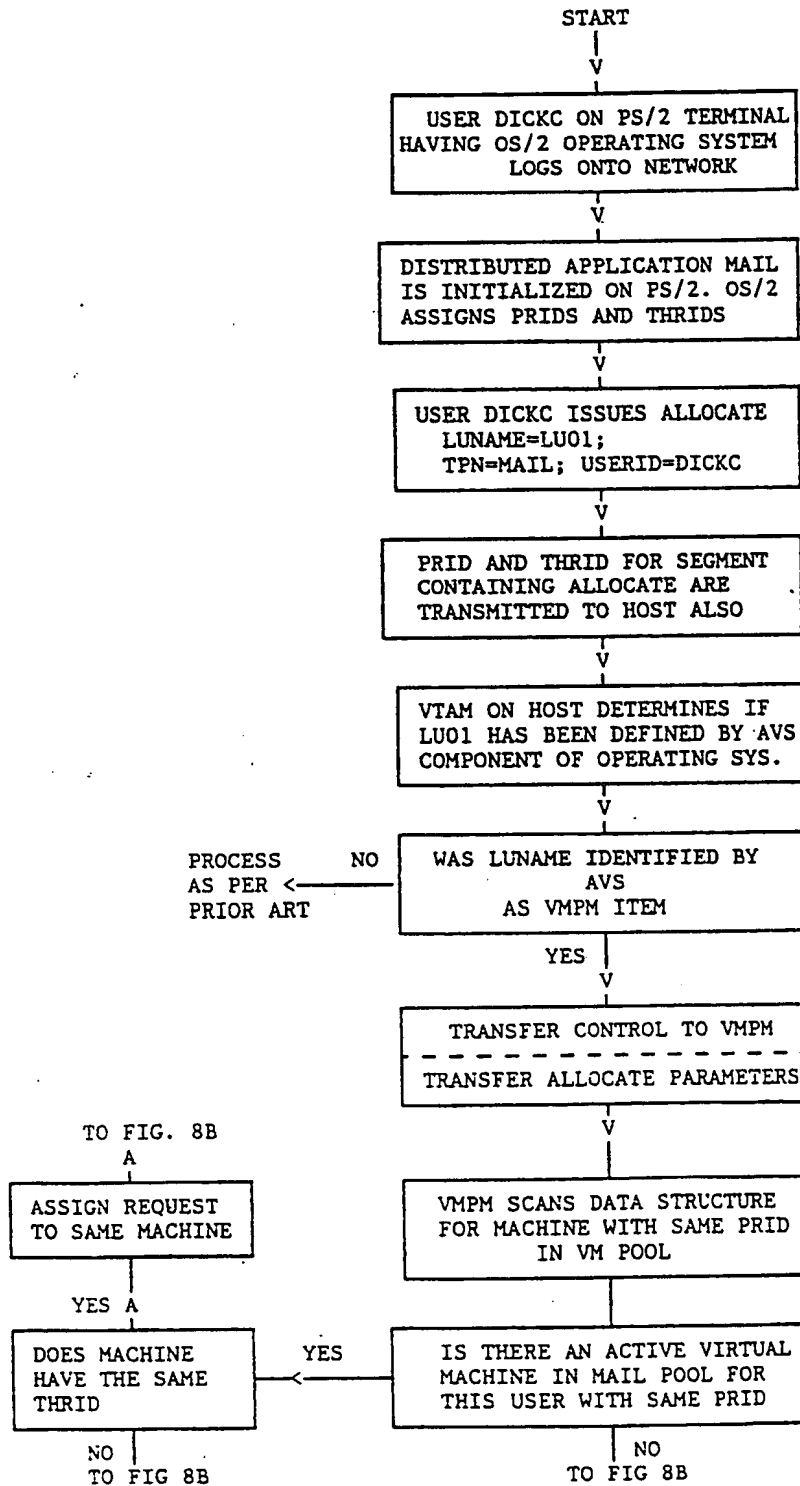 START
V
USER DICKC ON PS/2 TERMINAL
HAVING OS/2 OPERATING SYSTEM
LOGS ONTO NETWORK
V
DISTRIBUTED APPLICATION MAIL
IS INITIALIZED ON PS/2. OS/2
ASSIGNS PRIDS AND THRIDS
V
USER DICKC ISSUES ALLOCATE
LUNAME=LU01;
TPN=MAIL; USERID=DICKC
V
PRID AND THRID FOR SEGMENT
CONTAINING ALLOCATE ARE
TRANSMITTED TO HOST ALSO
V
VTAM ON HOST DETERMINES IF
LU01 HAS BEEN DEFINED BY AVS
COMPONENT OF OPERATING SYS.
V
WAS LUNAME IDENTIFIED BY
AVS
AS VMPM ITEM
NO
PROCESS
AS PER <
PRIOR ART
YES
V
TRANSFER CONTROL TO VMPM
TRANSFER ALLOCATE PARAMETERS
V
VMPM SCANS DATA STRUCTURE
FOR MACHINE WITH SAME PRID
IN VM POOL
IS THERE AN ACTIVE VIRTUAL
MACHINE IN MAIL POOL FOR
THIS USER WITH SAME PRID
NO
TO FIG 8B
YES
<
DOES MACHINE
HAVE THE SAME
THRID
NO
TO FIG 8B
YES A
ASSIGN REQUEST
TO SAME MACHINE
A
TO FIG. 8B